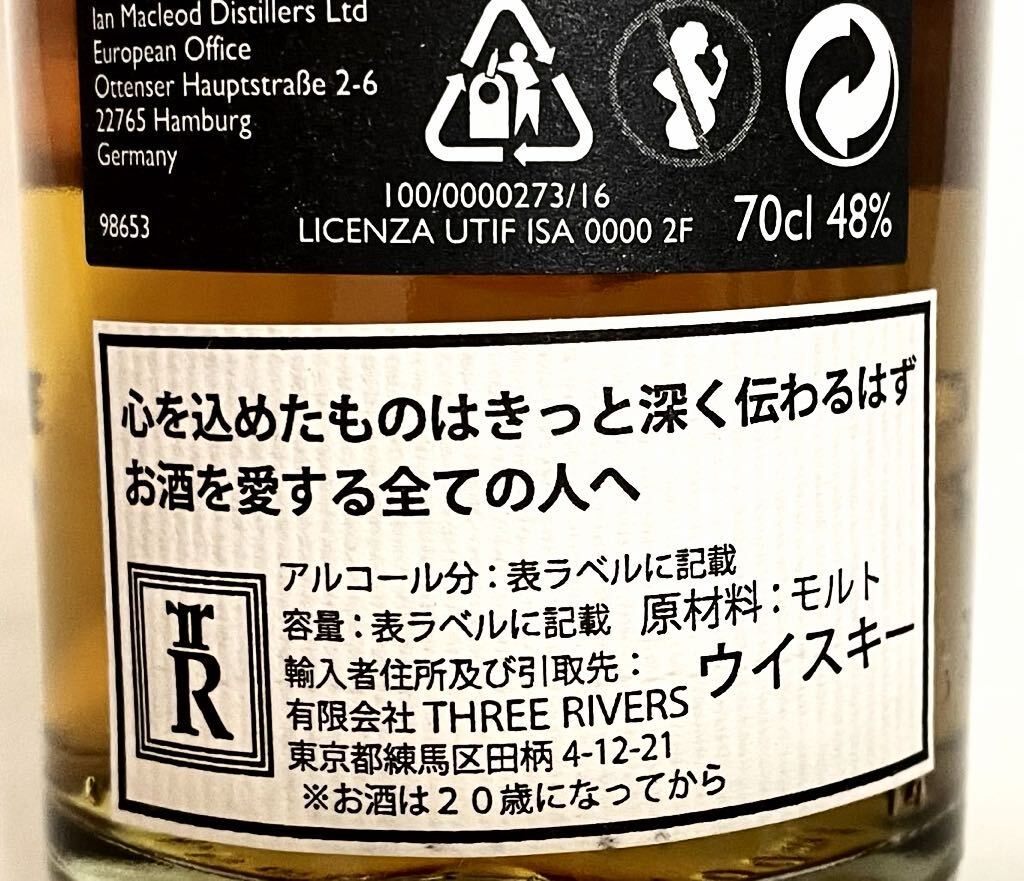 Ian Macleod Distillers Ltd
European Office
Ottenser Hauptstraße 2-6
22765 Hamburg
Germany
98653
100/0000273/16
LICENZA UTIF ISA 0000 2F
70cl 48%
心を込めたものはきっと深く伝わるはず
お酒を愛する全ての人へ
TR
アルコール分：表ラベルに記載
容量：表ラベルに記載 原材料：モルト
輸入者住所及び引取先： ウイスキー
有限会社 THREE RIVERS
東京都練馬区田柄 4-12-21
※お酒は２０歳になってから